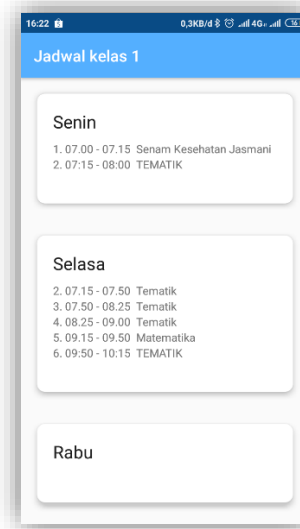 16:22 0,3KB/d 4G 16
Jadwal kelas 1
Senin
1. 07.00 - 07.15 Senam Kesehatan Jasmani
2. 07:15 - 08:00 TEMATIK
Selasa
2. 07.15 - 07.50 Tematik
3. 07.50 - 08.25 Tematik
4. 08.25 - 09.00 Tematik
5. 09.15 - 09.50 Matematika
6. 09:50 - 10:15 TEMATIK
Rabu